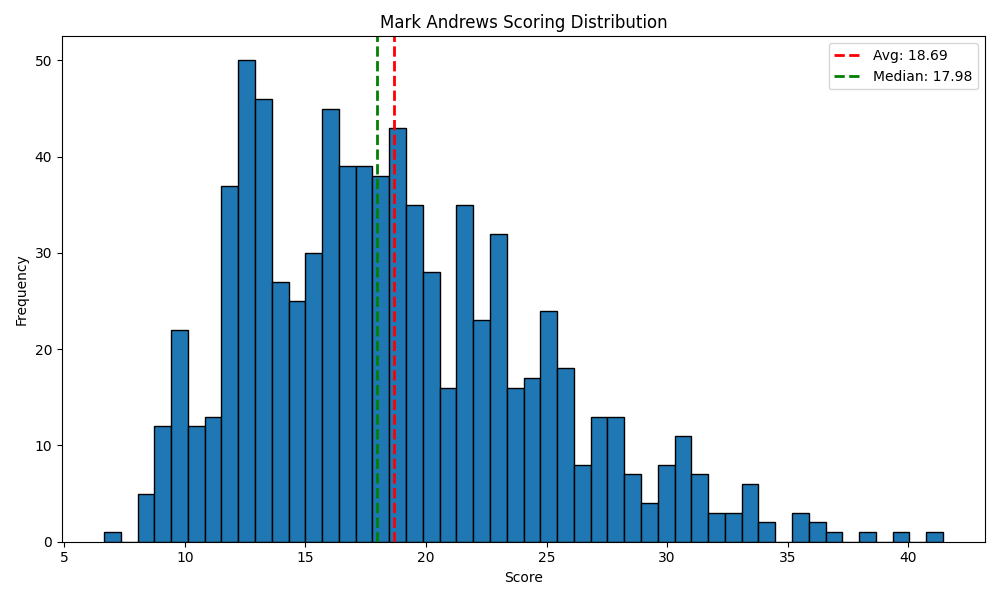 Mark Andrews Scoring Distribution
Avg: 18.69
Median: 17.98
Frequency
50
40
30
20
10
0
5 10 15 20 25 30 35 40
Score